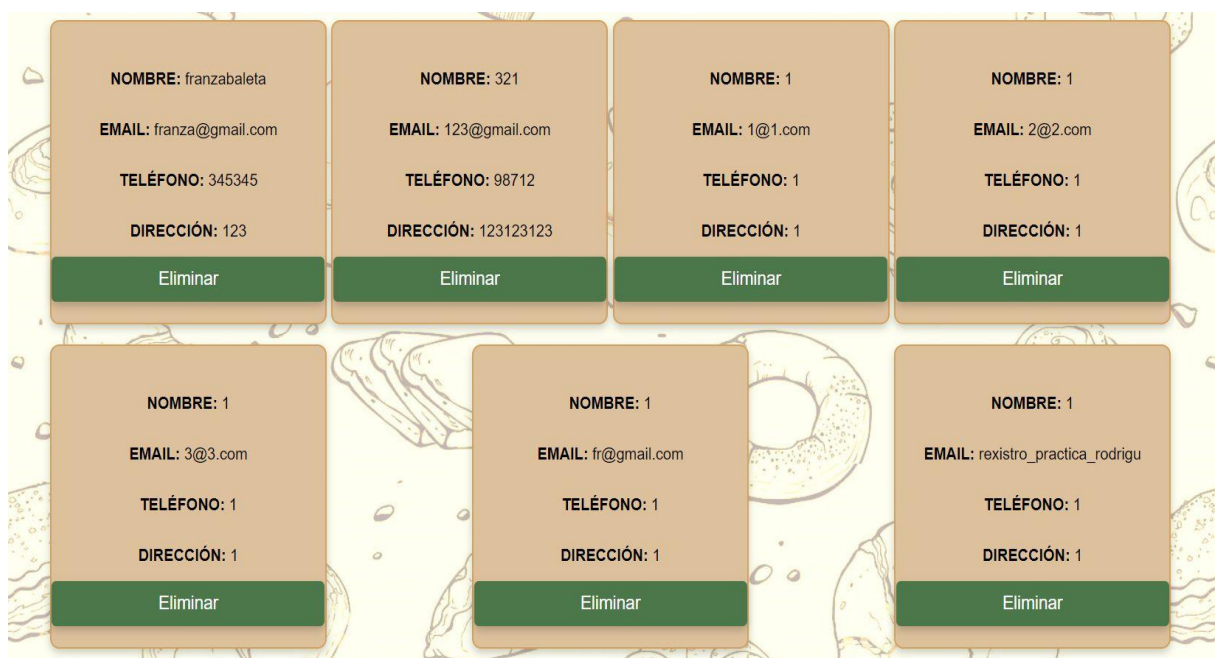 NOMBRE: franzabaleta
EMAIL: franza@gmail.com
TELÉFONO: 345345
DIRECCIÓN: 123
Eliminar
NOMBRE: 321
EMAIL: 123@gmail.com
TELÉFONO: 98712
DIRECCIÓN: 123123123
Eliminar
NOMBRE: 1
EMAIL: 1@1.com
TELÉFONO: 1
DIRECCIÓN: 1
Eliminar
NOMBRE: 1
EMAIL: 2@2.com
TELÉFONO: 1
DIRECCIÓN: 1
Eliminar
NOMBRE: 1
EMAIL: 3@3.com
TELÉFONO: 1
DIRECCIÓN: 1
Eliminar
NOMBRE: 1
EMAIL: fr@gmail.com
TELÉFONO: 1
DIRECCIÓN: 1
Eliminar
NOMBRE: 1
EMAIL: rexistro_practica_rodrigu
TELÉFONO: 1
DIRECCIÓN: 1
Eliminar